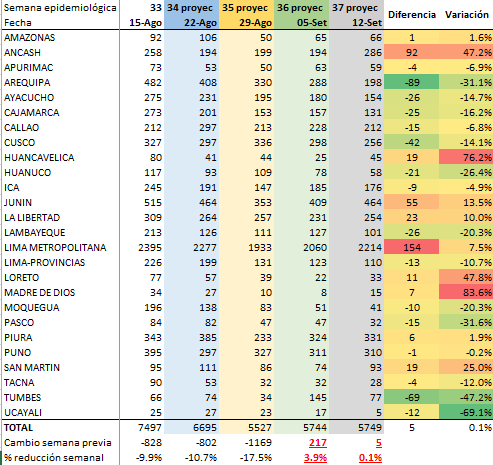 Semana epidemiológica 33 34 proyec 35 proyec 36 proyec 37 proyec Diferencia Variación
Fecha 15-Ago 22-Ago 29-Ago 05-Set 12-Set
AMAZONAS 92 106 50 65 66 1 1.6%
ANCASH 258 194 199 194 286 92 47.2%
APURIMAC 73 53 50 63 59 -4 -6.9%
AREQUIPA 482 408 330 288 198 -89 -31.1%
AYACUCHO 275 231 195 180 154 -26 -14.7%
CAJAMARCA 273 201 153 157 131 -25 -16.2%
CALLAO 212 297 213 228 212 -15 -6.8%
CUSCO 327 297 336 298 256 -42 -14.1%
HUANCAVELICA 80 41 44 25 45 19 76.2%
HUANUCO 117 93 109 78 58 -21 -26.4%
ICA 245 191 147 185 176 -9 -4.9%
JUNIN 515 464 353 409 464 55 13.5%
LA LIBERTAD 309 264 257 231 254 23 10.0%
LAMBAYEQUE 213 126 111 127 101 -26 -20.3%
LIMA METROPOLITANA 2395 2277 1933 2060 2214 154 7.5%
LIMA-PROVINCIAS 226 199 131 123 110 -13 -10.7%
LORETO 77 57 39 22 33 11 47.8%
MADRE DE DIOS 34 27 10 8 15 7 83.6%
MOQUEGUA 196 138 83 51 41 -10 -20.3%
PASCO 84 82 47 47 32 -15 -31.6%
PIURA 343 385 233 324 331 6 1.9%
PUNO 395 297 327 311 310 -1 -0.2%
SAN MARTIN 95 111 86 74 93 19 25.0%
TACNA 90 53 32 32 28 -4 -12.0%
TUMBES 66 74 34 145 77 -69 -47.2%
UCAYALI 25 27 23 17 5 -12 -69.1%
TOTAL 7497 6695 5527 5744 5749 5 0.1%
Cambio semana previa -828 -802 -1169 217 5
% reducción semanal -9.9% -10.7% -17.5% 3.9% 0.1%